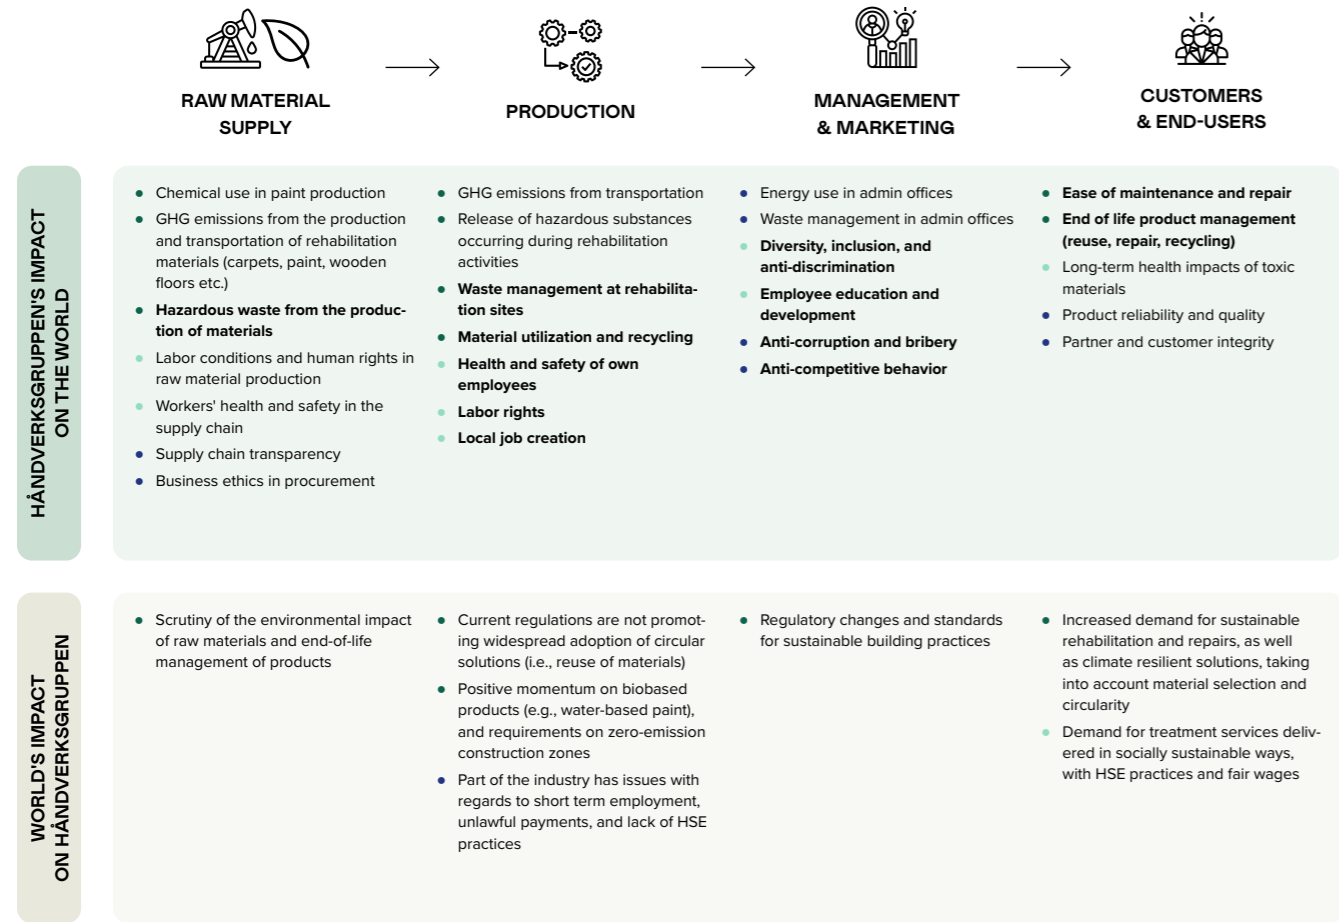 RAW MATERIAL
SUPPLY
PRODUCTION
MANAGEMENT
& MARKETING
CUSTOMERS
& END-USERS
HÅNDVERKSGRUPPEN'S IMPACT
ON THE WORLD
Chemical use in paint production
GHG emissions from the production
and transportation of rehabilitation
materials (carpets, paint, wooden
floors etc.)
Hazardous waste from the produc-
tion of materials
Labor conditions and human rights in
raw material production
Workers' health and safety in the
supply chain
Supply chain transparency
Business ethics in procurement
GHG emissions from transportation
Release of hazardous substances
occurring during rehabilitation
activities
Waste management at rehabilita-
tion sites
Material utilization and recycling
Health and safety of own
employees
Labor rights
Local job creation
Energy use in admin offices
Waste management in admin offices
Diversity, inclusion, and
anti-discrimination
Employee education and
development
Anti-corruption and bribery
Anti-competitive behavior
Ease of maintenance and repair
End of life product management
(reuse, repair, recycling)
Long-term health impacts of toxic
materials
Product reliability and quality
Partner and customer integrity
WORLD'S IMPACT
ON HÅNDVERKSGRUPPEN
Scrutiny of the environmental impact
of raw materials and end-of-life
management of products
Current regulations are not promot-
ing widespread adoption of circular
solutions (i.e., reuse of materials)
Positive momentum on biobased
products (e.g., water-based paint),
and requirements on zero-emission
construction zones
Part of the industry has issues with
regards to short term employment,
unlawful payments, and lack of HSE
practices
Regulatory changes and standards
for sustainable building practices
Increased demand for sustainable
rehabilitation and repairs, as well
as climate resilient solutions, taking
into account material selection and
circularity
Demand for treatment services deliv-
ered in socially sustainable ways,
with HSE practices and fair wages